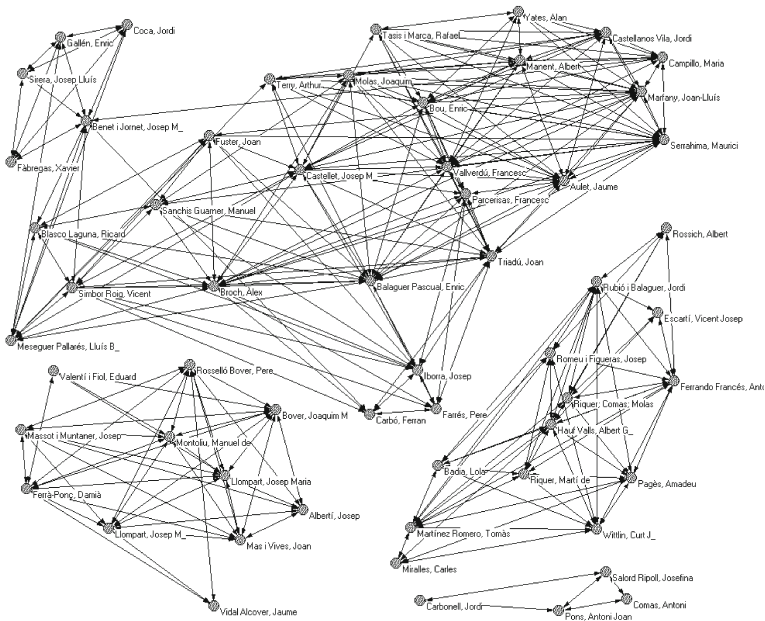 Yates, Alan
Coca, Jordi
Tasis i Marca, Rafael
Castellanos Vila, Jordi
Gallén, Enric
Manent, Albert
Campillo, Maria
Sirera, Josep Lluís
Terry, Arthur
Molas, Joaquim
Marfany, Joan-Lluís
Bou, Enric
Benet i Jornet, Josep M_
Fuster, Joan
Serrahima, Maurici
Fàbregas, Xavier
Castellet, Josep M_
Vallverdú, Francesc
Aulet, Jaume
Parcerisas, Francesc
Sanchis Guarner, Manuel
Blasco Laguna, Ricard
Rossich, Albert
Triadú, Joan
Simbor Roig, Vicent
Broch, Àlex
Balaguer Pascual, Enric
Rubió i Balaguer, Jordi
Escartí, Vicent Josep
Meseguer Pallarés, Lluís B_
Romeu i Figueras, Josep
Valentí i Fiol, Eduard
Rosselló Bover, Pere
Iborra, Josep
Ferrando Francés, Anto
Riquer; Comas; Molas
Bover, Joaquim M
Carbó, Ferran
Farrés, Pere
Massot i Muntaner, Josep
Montoliu, Manuel de
Hauf Valls, Albert G_
Badia, Lola
Llompart, Josep Maria
Riquer, Martí de
Pagès, Amadeu
Ferrà-Ponç, Damià
Albertí, Josep
Llompart, Josep M_
Mas i Vives, Joan
Martínez Romero, Tomàs
Wittlin, Curt J_
Miralles, Carles
Salord Ripoll, Josefina
Vidal Alcover, Jaume
Carbonell, Jordi
Comas, Antoni
Pons, Antoni Joan